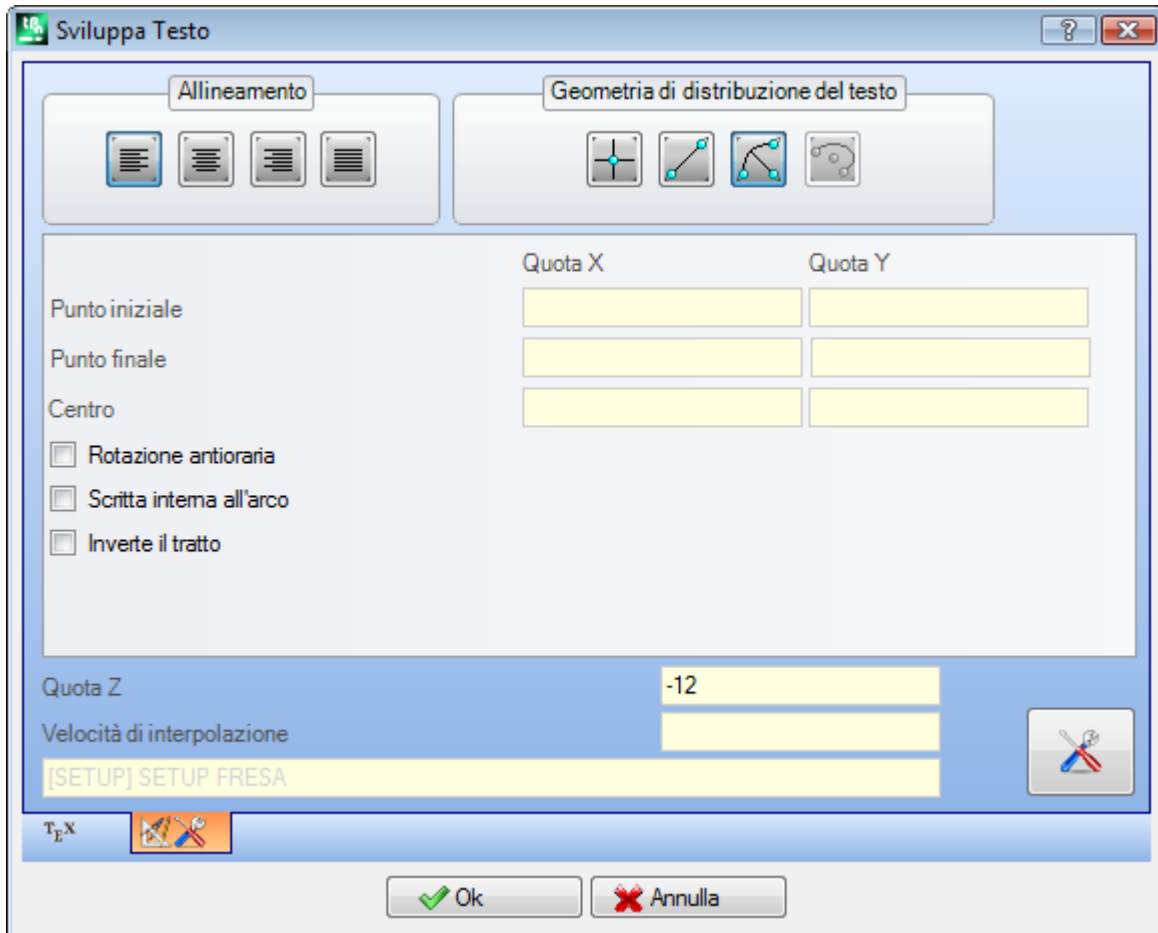 Sviluppa Testo
Allineamento
Geometria di distribuzione del testo
Quota X Quota Y
Punto iniziale
Punto finale
Centro
Rotazione antioraria
Scritta interna all'arco
Inverte il tratto
Quota Z -12
Velocità di interpolazione
[SETUP] SETUP FRESA
TEX
Ok Annulla